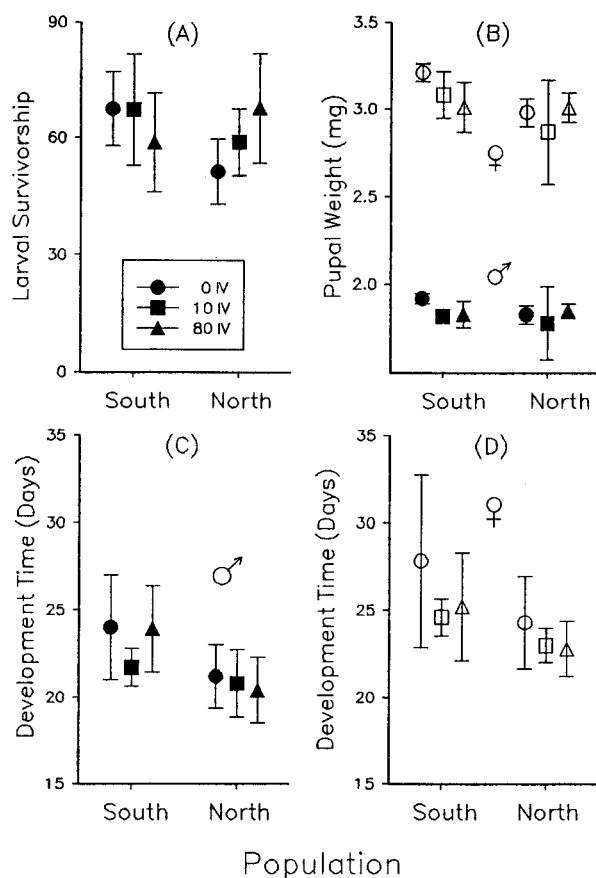 (A)
Larval Survivorship
90
60
30
0
0 IV
10 IV
80 IV
South North
(B)
Pupal Weight (mg)
3.0
2.5
2.0
♀
♂
South North
(C)
Development Time (Days)
35
30
25
20
15
♂
South North
(D)
Development Time (Days)
35
30
25
20
15
♀
South North
Population